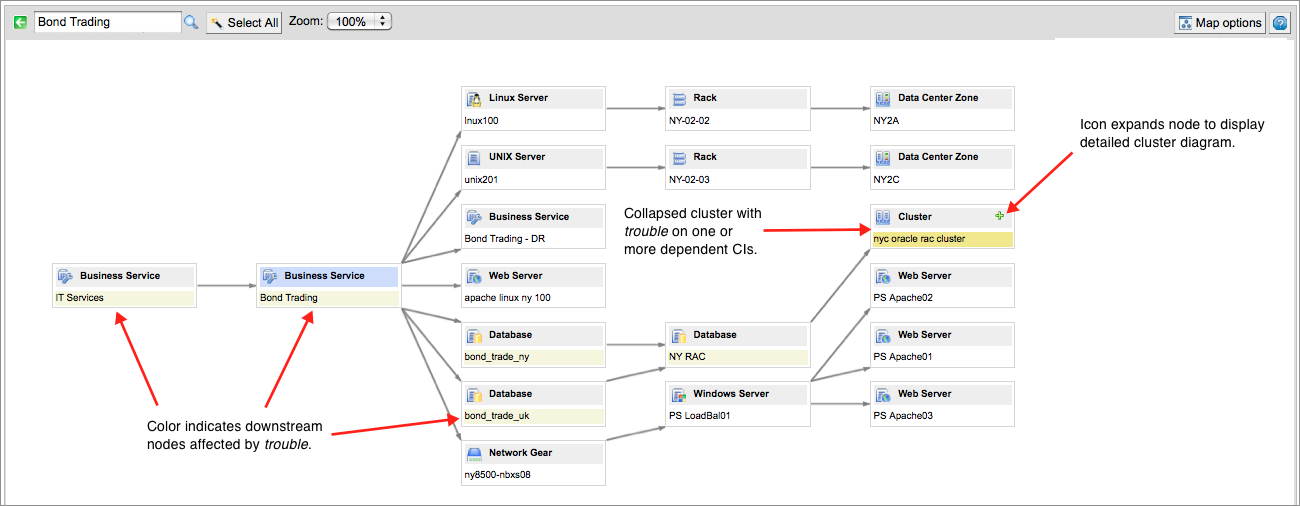 Bond Trading
Select All
Zoom:
100%
Map options
Linux Server
lnux100
Rack
NY-02-02
Data Center Zone
NY2A
UNIX Server
unix201
Rack
NY-02-03
Data Center Zone
NY2C
Icon expands node to display
detailed cluster diagram.
Business Service
Bond Trading - DR
Collapsed cluster with
trouble on one or
more dependent CIs.
Cluster
nyc oracle rac cluster
Business Service
IT Services
Business Service
Bond Trading
Web Server
apache linux ny 100
Web Server
PS Apache02
Database
bond_trade_ny
Database
NY RAC
Web Server
PS Apache01
Database
bond_trade_uk
Windows Server
PS LoadBal01
Web Server
PS Apache03
Color indicates downstream
nodes affected by trouble.
Network Gear
ny8500-nbxs08